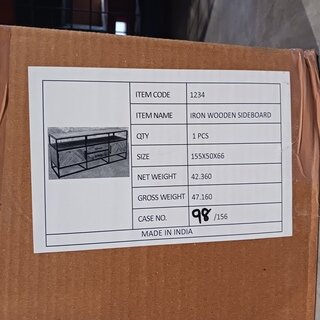 ITEM CODE 1234
ITEM NAME IRON WOODEN SIDEBOARD
QTY 1 PCS
SIZE 155X50X66
NET WEIGHT 42.360
GROSS WEIGHT 47.160
CASE NO. 98 /156
MADE IN INDIA